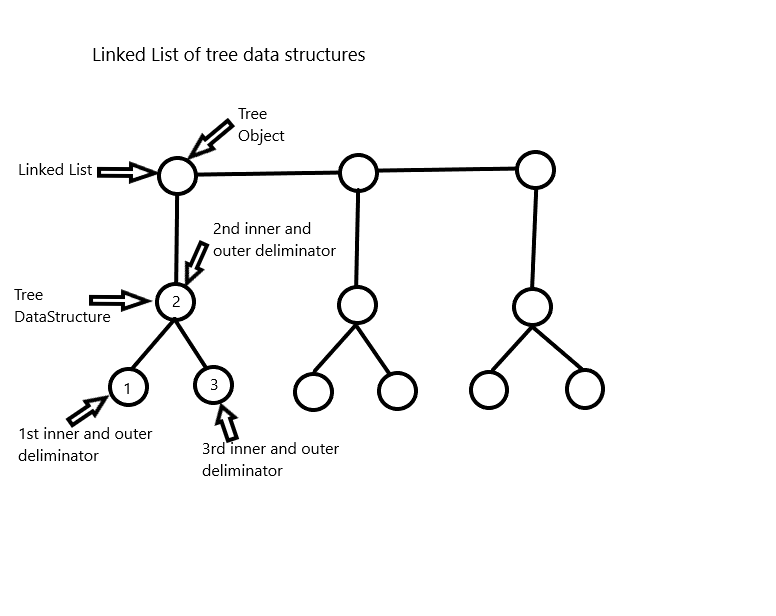 Linked List of tree data structures
Tree
Object
Linked List
2nd inner and
outer deliminator
Tree
DataStructure
2
1
3
1st inner and outer
deliminator
3rd inner and outer
deliminator